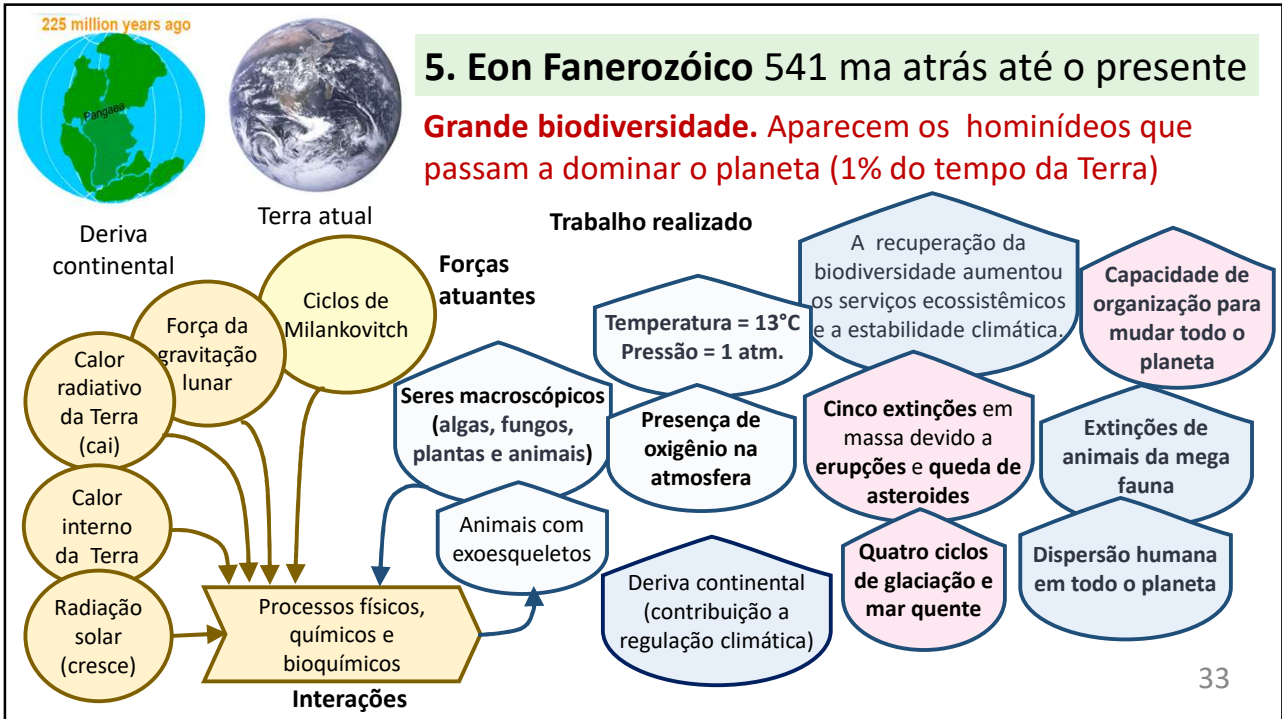 225 million years ago
Pangaea
Deriva
continental
Terra atual
5. Eon Fanerozóico 541 ma atrás até o presente
Grande biodiversidade. Aparecem os hominídeos que
passam a dominar o planeta (1% do tempo da Terra)
Trabalho realizado
Forças
atuantes
Ciclos de
Milankovitch
Força da
gravitação
lunar
Calor
radiativo
da Terra
(cai)
Calor
interno
da Terra
Radiação
solar
(cresce)
Processos físicos,
químicos e
bioquímicos
Interações
Seres macroscópicos
(algas, fungos,
plantas e animais)
Animais com
exoesqueletos
Temperatura = 13°C
Pressão = 1 atm.
Presença de
oxigênio na
atmosfera
Deriva continental
(contribuição a
regulação climática)
A recuperação da
biodiversidade aumentou
os serviços ecossistêmicos
e a estabilidade climática.
Cinco extinções em
massa devido a
erupções e queda de
asteroides
Quatro ciclos
de glaciação e
mar quente
Capacidade de
organização para
mudar todo o
planeta
Extinções de
animais da mega
fauna
Dispersão humana
em todo o planeta
33